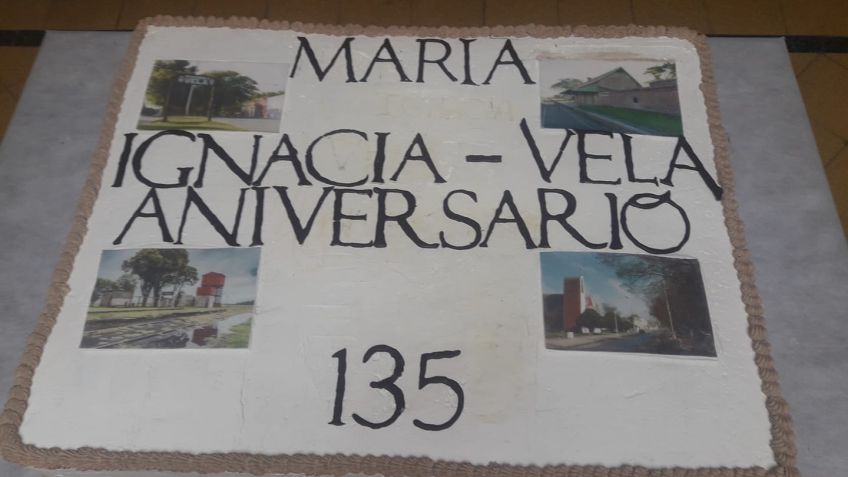 MARIA
IGNACIA - VELA
ANIVERSARIO
135